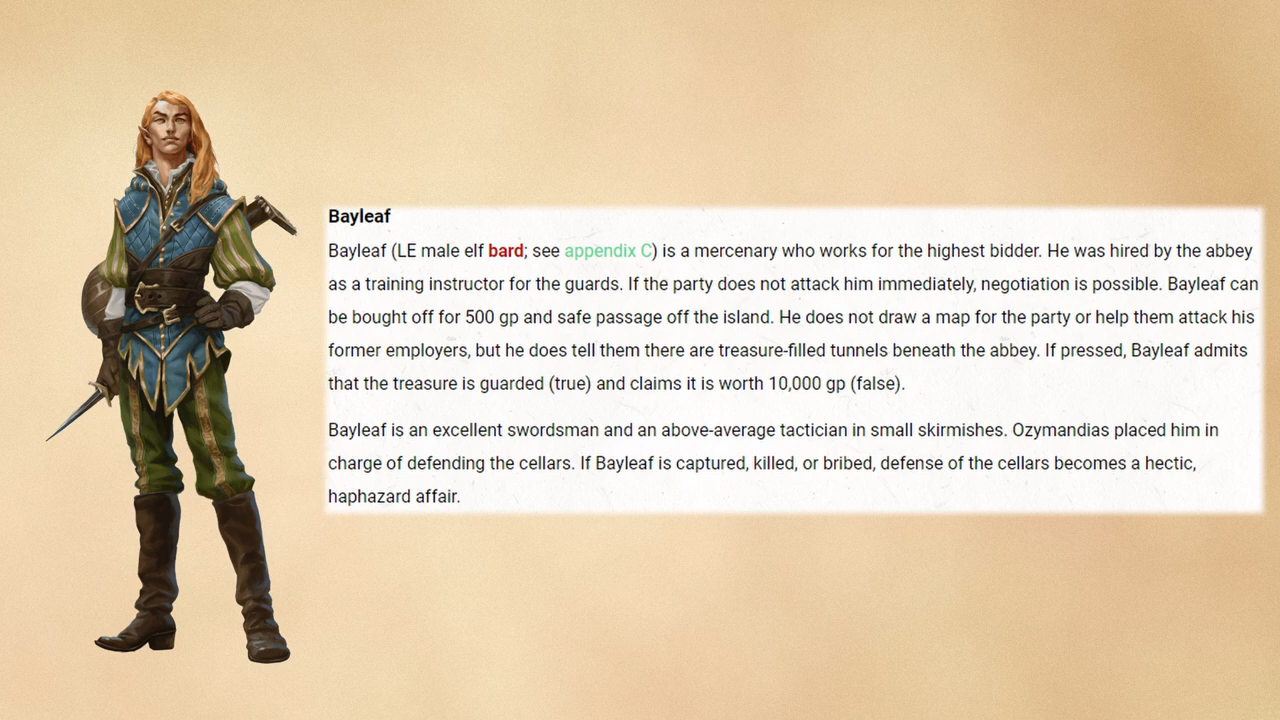 Bayleaf
Bayleaf (LE male elf bard; see appendix C) is a mercenary who works for the highest bidder. He was hired by the abbey
as a training instructor for the guards. If the party does not attack him immediately, negotiation is possible. Bayleaf can
be bought off for 500 gp and safe passage off the island. He does not draw a map for the party or help them attack his
former employers, but he does tell them there are treasure-filled tunnels beneath the abbey. If pressed, Bayleaf admits
that the treasure is guarded (true) and claims it is worth 10,000 gp (false).
Bayleaf is an excellent swordsman and an above-average tactician in small skirmishes. Ozymandias placed him in
charge of defending the cellars. If Bayleaf is captured, killed, or bribed, defense of the cellars becomes a hectic,
haphazard affair.